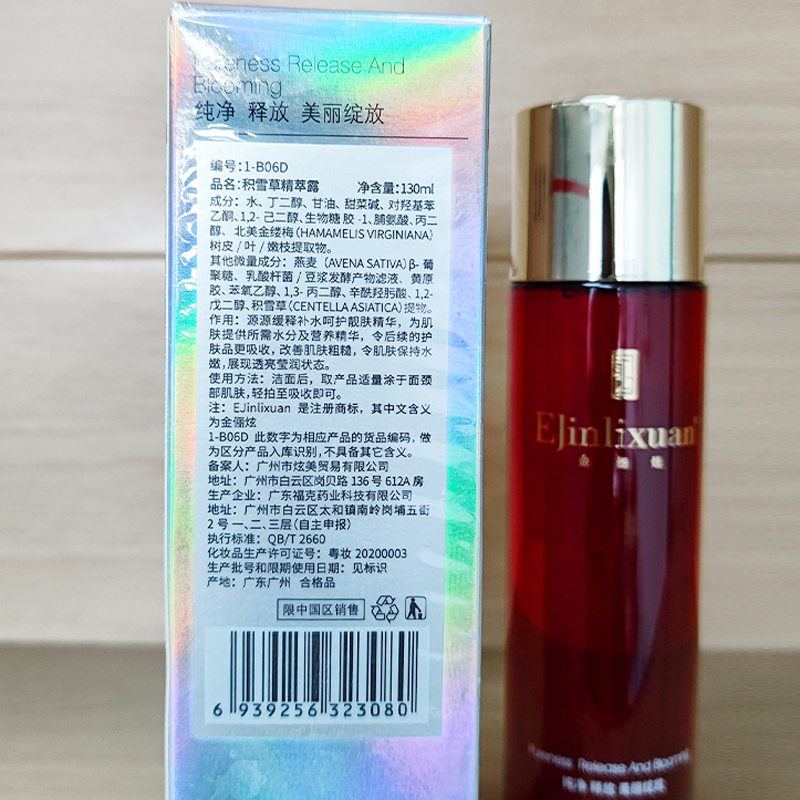 Pureness Release And
Blooming
纯净 释放 美丽绽放
编号：1-B06D
品名：积雪草精萃露 净含量：130ml
成分：水、丁二醇、甘油、甜菜碱、对羟基苯
乙酮、1,2- 己二醇、生物糖胶 -1、脯氨酸、丙二
醇、北美金缕梅（HAMAMELIS VIRGINIANA）
树皮 / 叶 / 嫩枝提取物。
其他微量成分：燕麦（AVENA SATIVA）β- 葡
聚糖、乳酸杆菌 / 豆浆发酵产物滤液、黄原
胶、苯氧乙醇、1,3- 丙二醇、辛酰羟肟酸、1,2-
戊二醇、积雪草（CENTELLA ASIATICA）提物。
作用：源源缓释补水呵护靓肤精华，为肌
肤提供所需水分及营养精华，令后续的护
肤品更吸收，改善肌肤粗糙，令肌肤保持水
嫩，展现透亮莹润状态。
使用方法：洁面后，取产品适量涂于面颈
部肌肤，轻拍至吸收即可。
注：EJinlixuan 是注册商标，其中文含义
为金俪炫
1-B06D 此数字为相应产品的货品编码，做
为区分产品入库识别，不具备其它含义。
备案人：广州市炫美贸易有限公司
地址：广州市白云区岗贝路 136 号 612A 房
生产企业：广东福克药业科技有限公司
地址：广州市白云区太和镇南岭岗埔五街
2 号 一、二、三层（自主申报）
执行标准：QB/T 2660
化妆品生产许可证号：粤妆 20200003
生产批号和限期使用日期：见标识
产地：广东广州 合格品
限中国区销售
6 939256 323080
EJinlixuan
金俪炫
Pureness Release And Blooming
纯净 释放 美丽绽放